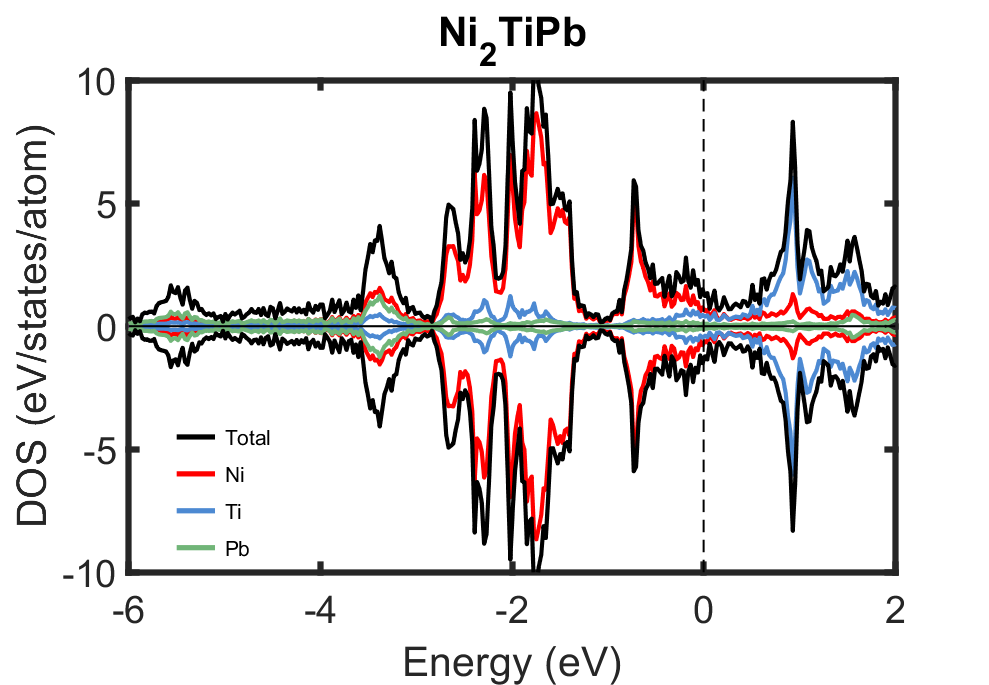 Ni2TiPb
DOS (eV/states/atom)
10
5
0
-5
-10
Total
Ni
Ti
Pb
-6 -4 -2 0 2
Energy (eV)